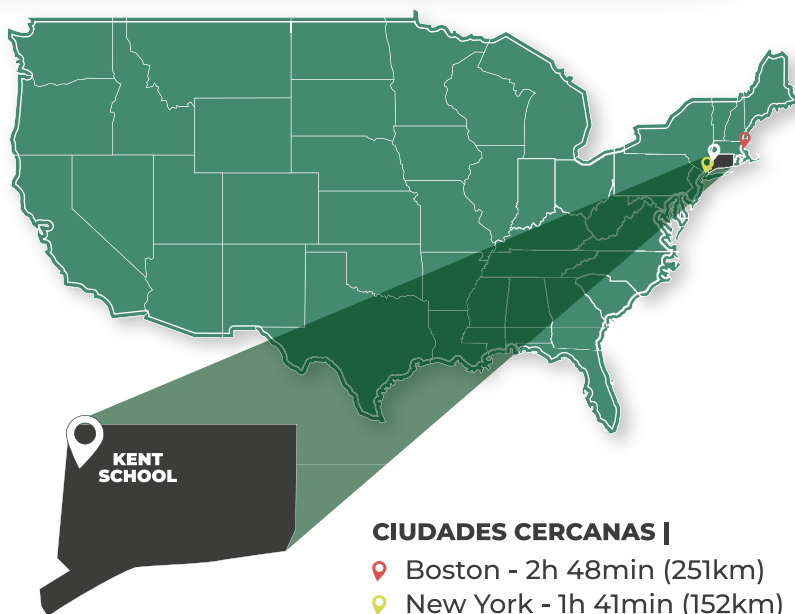 KENT
SCHOOL
CIUDADES CERCANAS |
Boston - 2h 48min (251km)
New York - 1h 41min (152km)